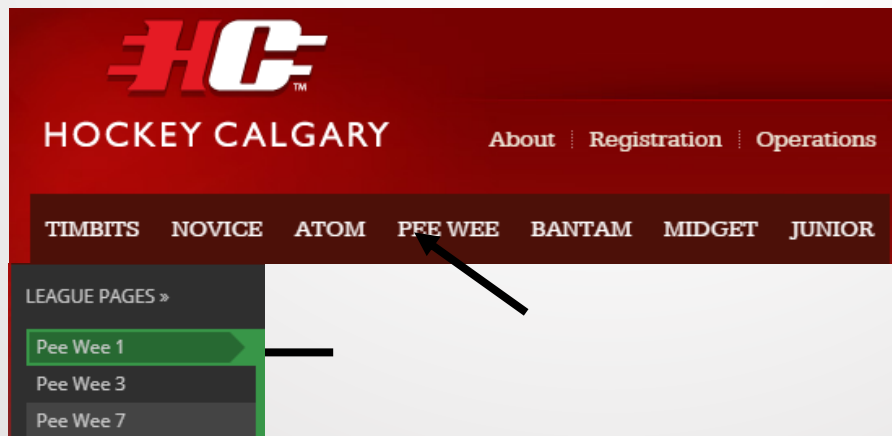 HC
TM
HOCKEY CALGARY
About Registration Operations
TIMBITS NOVICE ATOM PEE WEE BANTAM MIDGET JUNIOR
LEAGUE PAGES »
Pee Wee 1
Pee Wee 3
Pee Wee 7